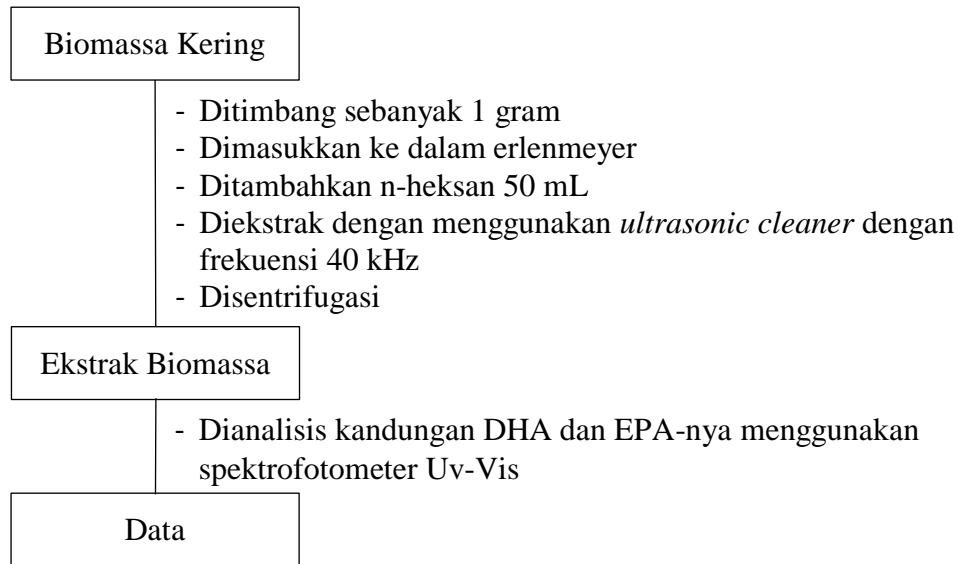 Biomassa Kering
- Ditimbang sebanyak 1 gram
- Dimasukkan ke dalam erlenmeyer
- Ditambahkan n-heksan 50 mL
- Diekstrak dengan menggunakan ultrasonic cleaner dengan
frekuensi 40 kHz
- Disentrifugasi
Ekstrak Biomassa
- Dianalisis kandungan DHA dan EPA-nya menggunakan
spektrofotometer Uv-Vis
Data